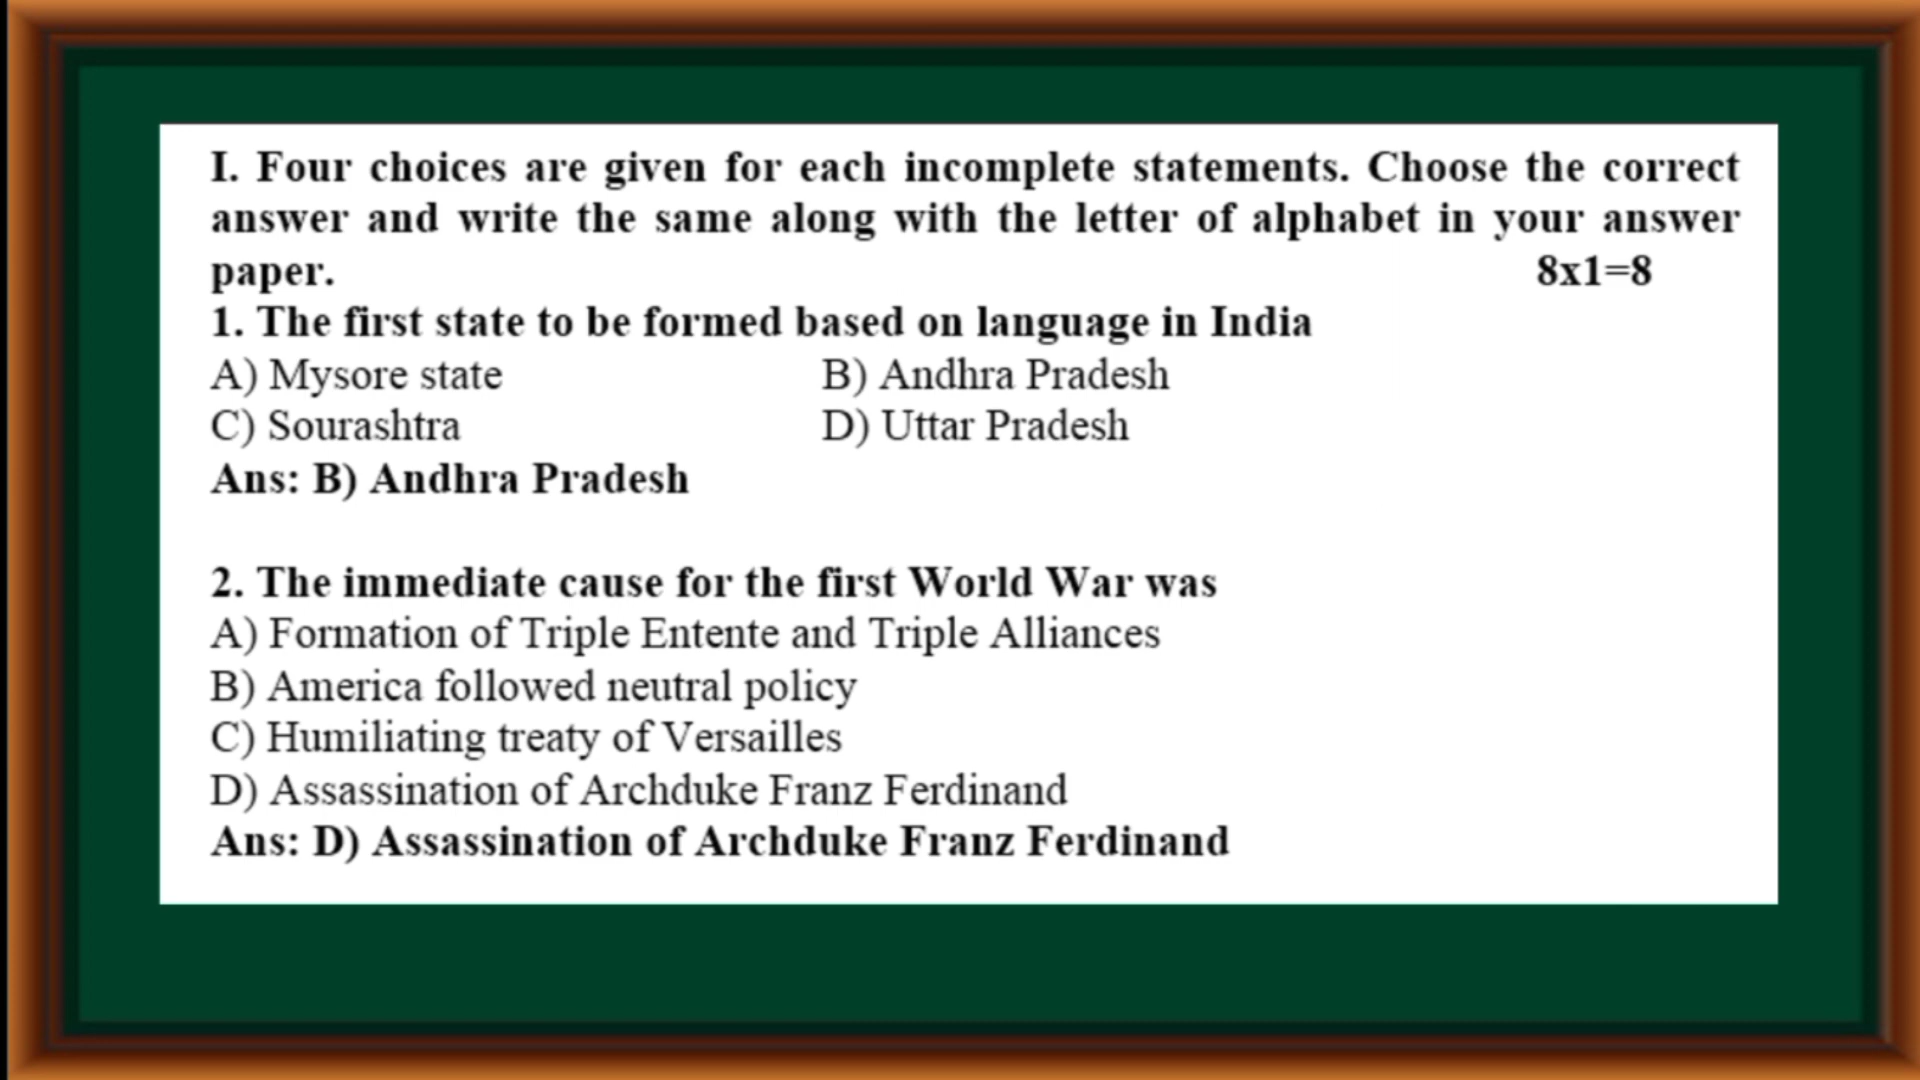 I. Four choices are given for each incomplete statements. Choose the correct
answer and write the same along with the letter of alphabet in your answer
paper. 8x1=8
1. The first state to be formed based on language in India
A) Mysore state B) Andhra Pradesh
C) Sourashtra D) Uttar Pradesh
Ans: B) Andhra Pradesh
2. The immediate cause for the first World War was
A) Formation of Triple Entente and Triple Alliances
B) America followed neutral policy
C) Humiliating treaty of Versailles
D) Assassination of Archduke Franz Ferdinand
Ans: D) Assassination of Archduke Franz Ferdinand